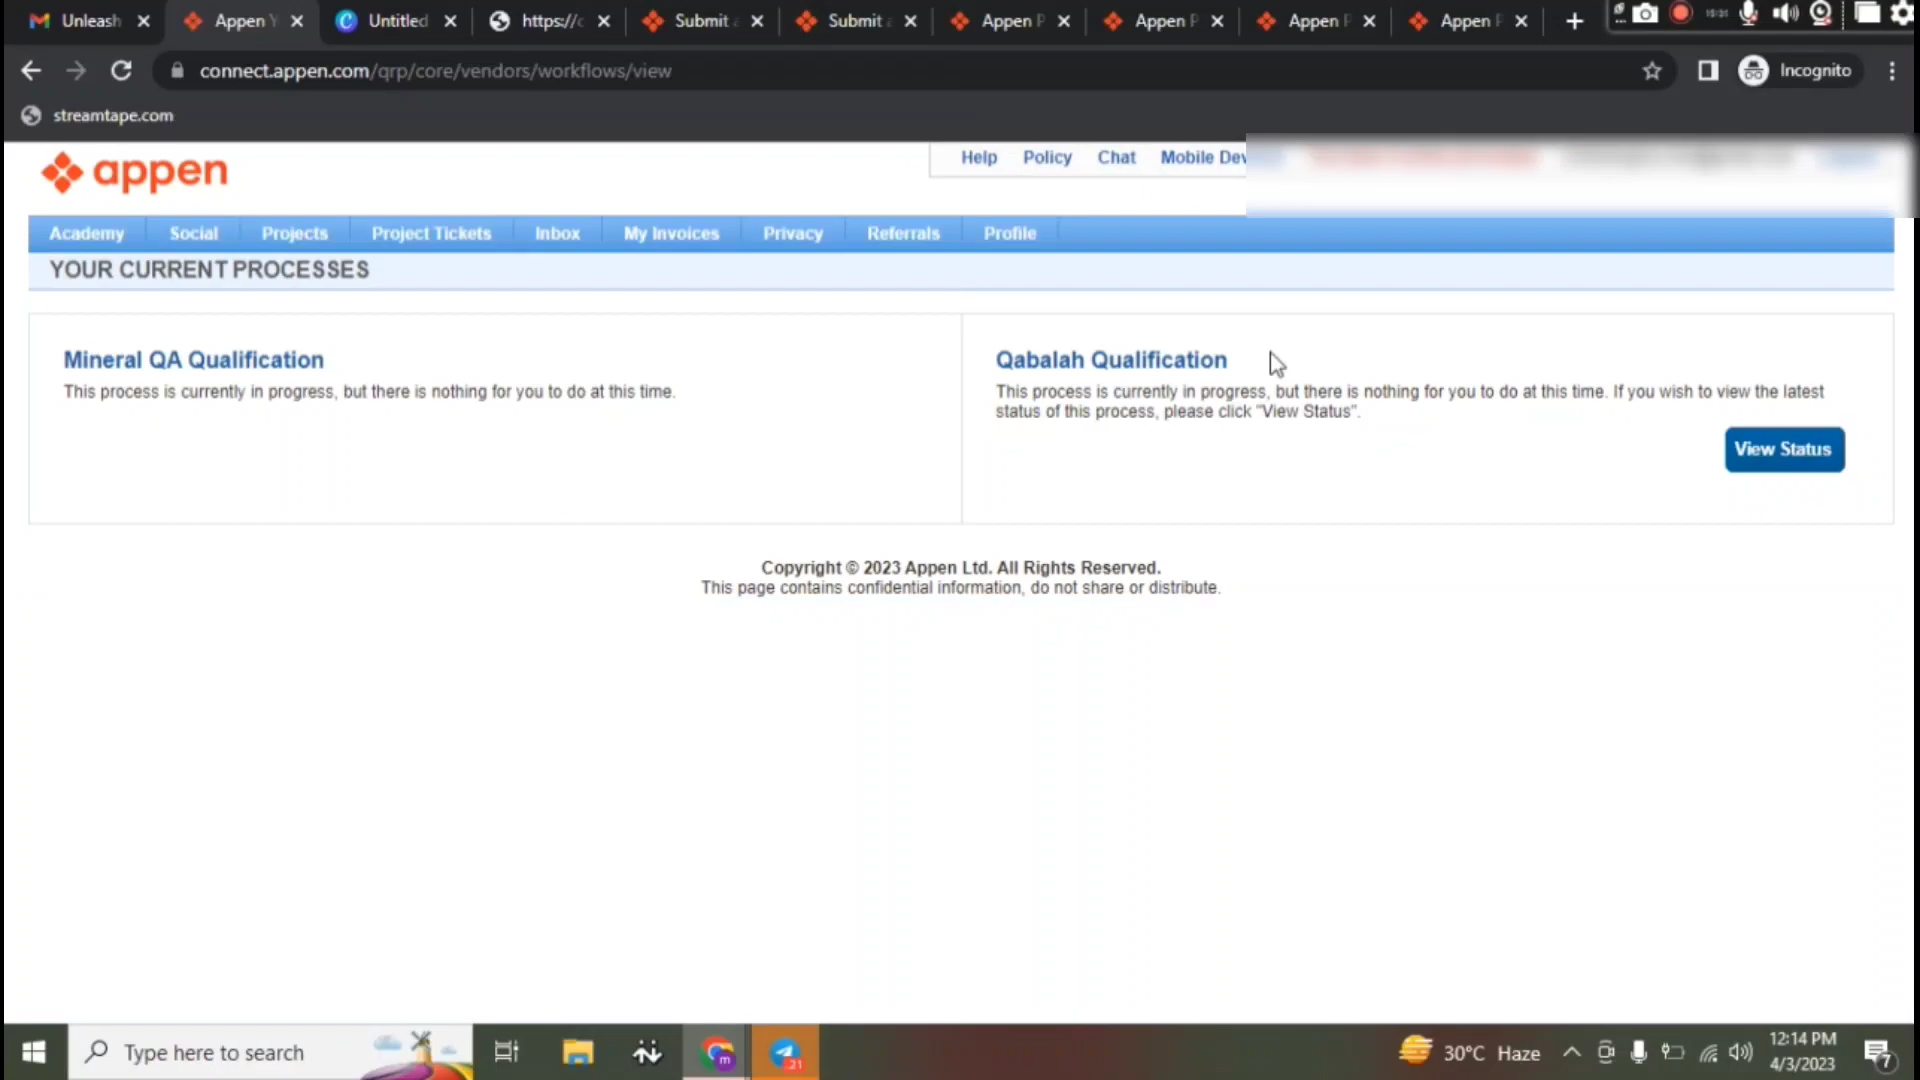 Unleash
Appen Y
Untitled
https://c
Submit a
Submit a
Appen P
Appen P
Appen P
Appen P
connect.appen.com/qrp/core/vendors/workflows/view
Incognito
streamtape.com
appen
Help Policy Chat Mobile Dev
Academy Social Projects Project Tickets Inbox My Invoices Privacy Referrals Profile
YOUR CURRENT PROCESSES
Mineral QA Qualification
This process is currently in progress, but there is nothing for you to do at this time.
Qabalah Qualification
This process is currently in progress, but there is nothing for you to do at this time. If you wish to view the latest
status of this process, please click "View Status".
View Status
Copyright © 2023 Appen Ltd. All Rights Reserved.
This page contains confidential information, do not share or distribute.
Type here to search
m
21
30°C Haze
12:14 PM
4/3/2023
7